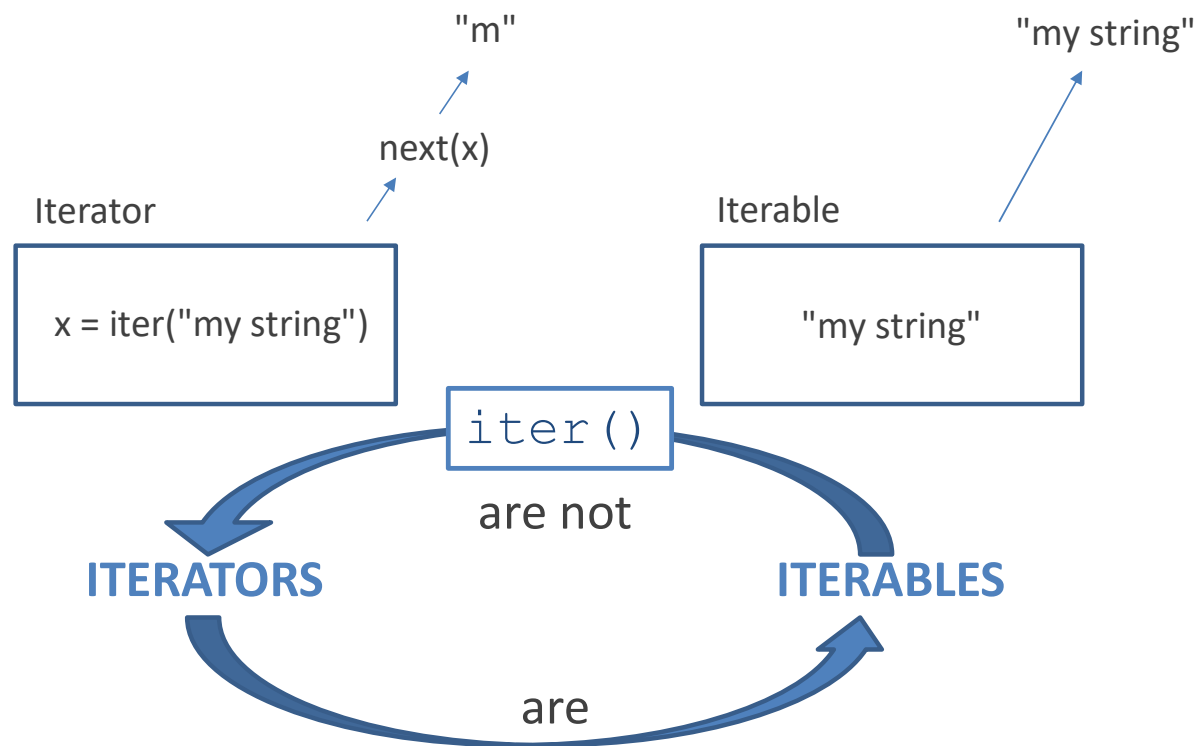 "m"
"my string"
next(x)
Iterator
Iterable
x = iter("my string")
"my string"
iter()
are not
ITERATORS
ITERABLES
are